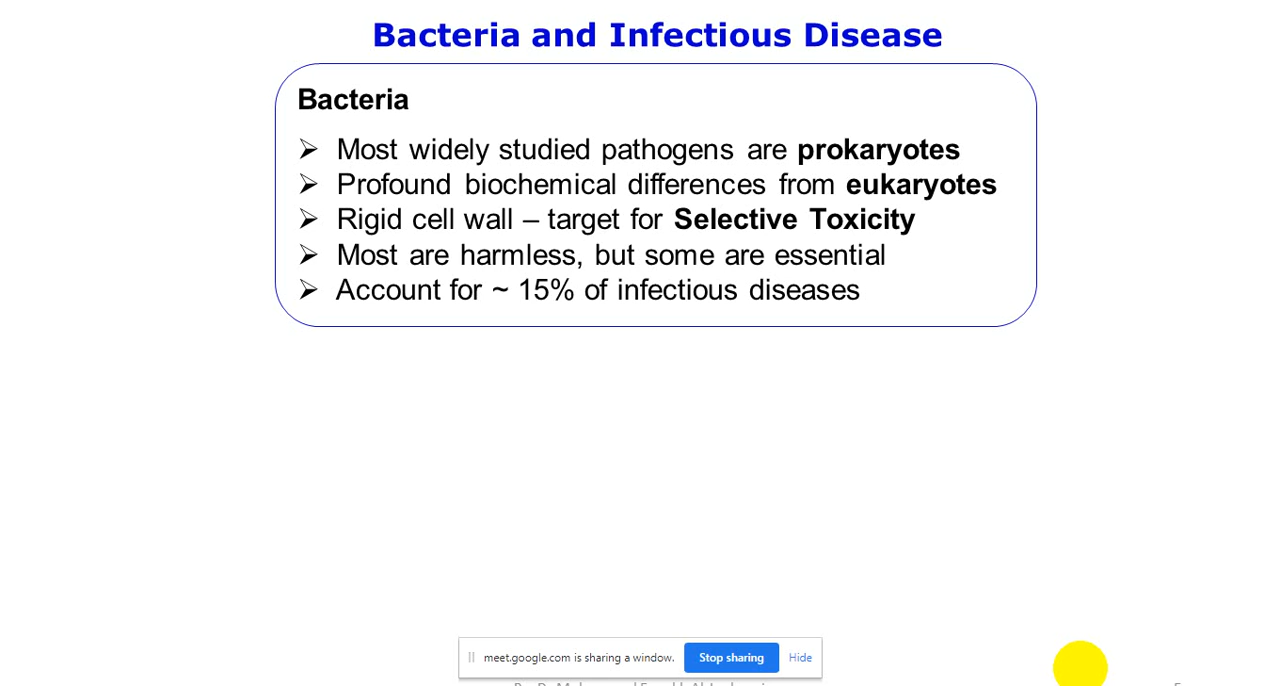 Bacteria and Infectious Disease
Bacteria
➢ Most widely studied pathogens are prokaryotes
➢ Profound biochemical differences from eukaryotes
➢ Rigid cell wall – target for Selective Toxicity
➢ Most are harmless, but some are essential
➢ Account for ~ 15% of infectious diseases
meet.google.com is sharing a window. Stop sharing Hide